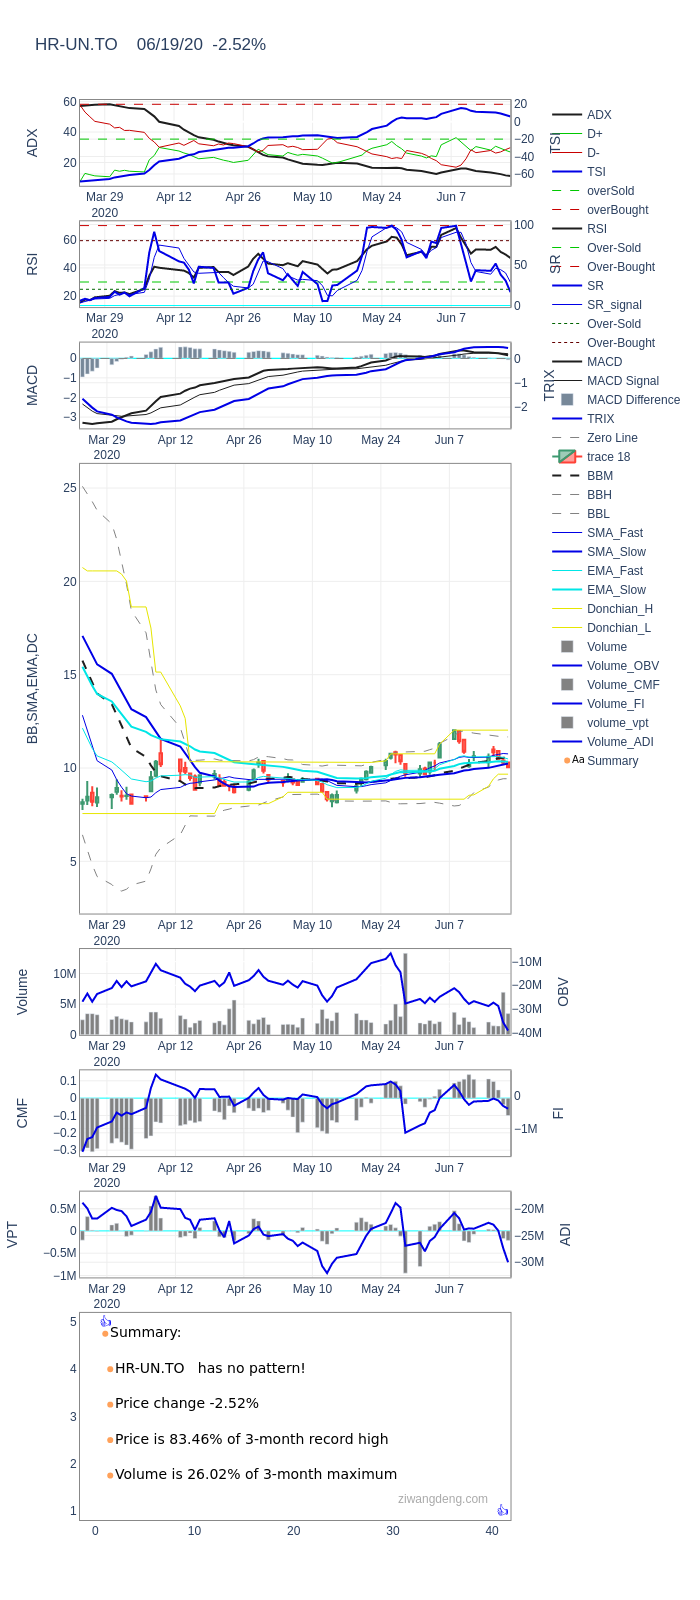 HR-UN.TO    06/19/20  -2.52%
60
40
20
ADX
20
0
−20
−40
−60
TSI
Mar 29
2020
Apr 12
Apr 26
May 10
May 24
Jun 7
60
40
20
RSI
100
50
0
SR
Mar 29
2020
Apr 12
Apr 26
May 10
May 24
Jun 7
0
−1
−2
−3
MACD
0
−1
−2
TRIX
Mar 29
2020
Apr 12
Apr 26
May 10
May 24
Jun 7
25
20
15
10
5
BB,SMA,EMA,DC
Mar 29
2020
Apr 12
Apr 26
May 10
May 24
Jun 7
10M
5M
0
Volume
−10M
−20M
−30M
−40M
OBV
Mar 29
2020
Apr 12
Apr 26
May 10
May 24
Jun 7
0.1
0
−0.1
−0.2
−0.3
CMF
0
−1M
FI
Mar 29
2020
Apr 12
Apr 26
May 10
May 24
Jun 7
0.5M
0
−0.5M
−1M
VPT
−20M
−25M
−30M
ADI
Mar 29
2020
Apr 12
Apr 26
May 10
May 24
Jun 7
5
4
3
2
1
Summary:
HR-UN.TO   has no pattern!
Price change -2.52%
Price is 83.46% of 3-month record high
Volume is 26.02% of 3-month maximum
ziwangdeng.com
0
10
20
30
40
ADX
D+
D-
TSI
overSold
overBought
RSI
Over-Sold
Over-Bought
SR
SR_signal
Over-Sold
Over-Bought
MACD
MACD Signal
MACD Difference
TRIX
Zero Line
trace 18
BBM
BBH
BBL
SMA_Fast
SMA_Slow
EMA_Fast
EMA_Slow
Donchian_H
Donchian_L
Volume
Volume_OBV
Volume_CMF
Volume_FI
volume_vpt
Volume_ADI
Aa Summary